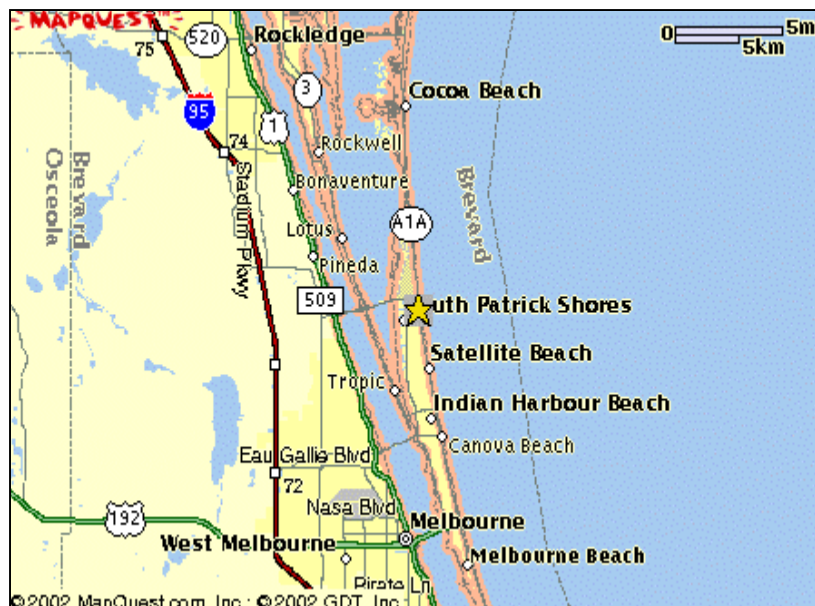 MAPQUEST
75
520
Rockledge
0
5m
5km
3
Cocoa Beach
95
1
74
Rockwell
Brevard
Osceola
Stadium Pkwy
Bonaventure
Brevard
A1A
Lotus
Pineda
509
uth Patrick Shores
Satellite Beach
Tropic
Indian Harbour Beach
Canova Beach
Eau Gallie Blvd
72
Nasa Blvd
192
Melbourne
West Melbourne
Melbourne Beach
Pirate Ln
©2002 MapQuest.com, Inc.; ©2002 GDT, Inc.